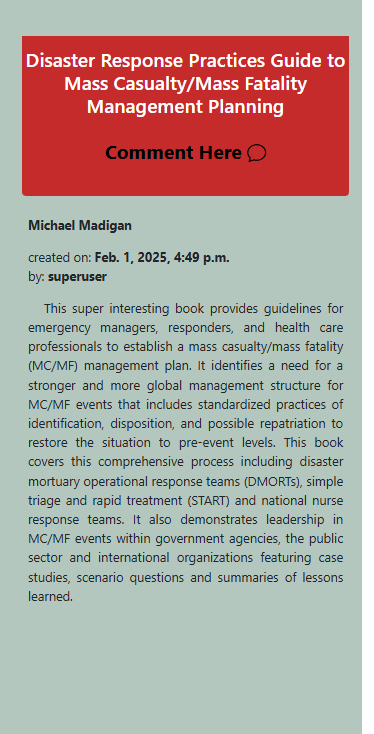 Disaster Response Practices Guide to
Mass Casualty/Mass Fatality
Management Planning
Comment Here
Michael Madigan
created on: Feb. 1, 2025, 4:49 p.m.
by: superuser
This super interesting book provides guidelines for
emergency managers, responders, and health care
professionals to establish a mass casualty/mass fatality
(MC/MF) management plan. It identifies a need for a
stronger and more global management structure for
MC/MF events that includes standardized practices of
identification, disposition, and possible repatriation to
restore the situation to pre-event levels. This book
covers this comprehensive process including disaster
mortuary operational response teams (DMORTs), simple
triage and rapid treatment (START) and national nurse
response teams. It also demonstrates leadership in
MC/MF events within government agencies, the public
sector and international organizations featuring case
studies, scenario questions and summaries of lessons
learned.